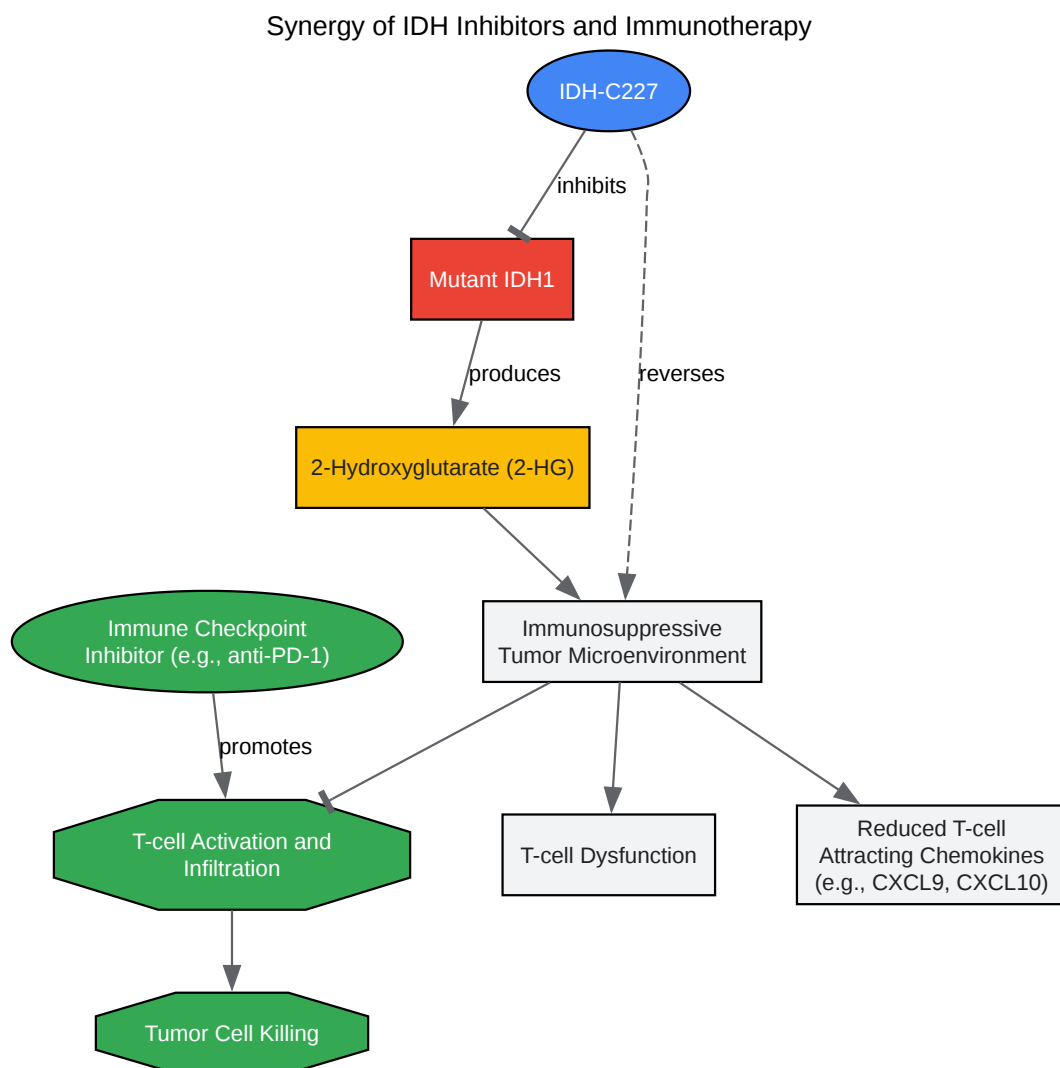 Synergy of IDH Inhibitors and Immunotherapy
IDH-C227
inhibits
Mutant IDH1
produces
reverses
2-Hydroxyglutarate (2-HG)
Immune Checkpoint
Inhibitor (e.g., anti-PD-1)
Immunosuppressive
Tumor Microenvironment
promotes
T-cell Activation and
Infiltration
T-cell Dysfunction
Reduced T-cell
Attracting Chemokines
(e.g., CXCL9, CXCL10)
Tumor Cell Killing